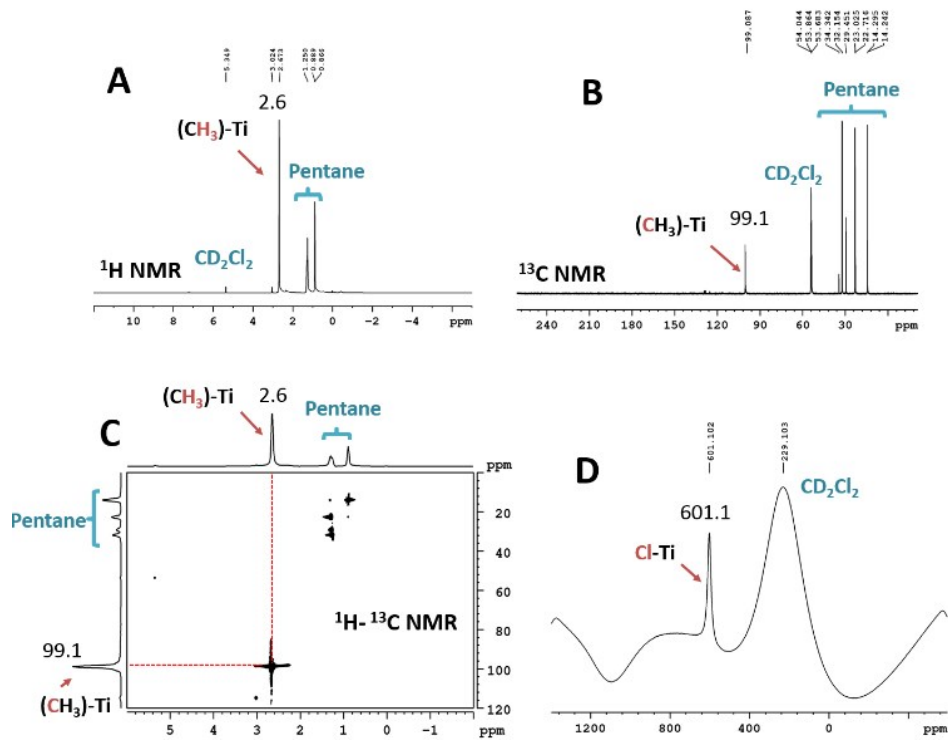 A
5.349
3.024
2.673
1.250
0.889
0.866
2.6
(CH3)-Ti
Pentane
CD2Cl2
1H NMR
10 8 6 4 2 0 -2 -4 ppm
B
99.087
54.044
53.864
53.683
34.342
32.154
29.451
23.025
22.716
14.295
14.242
Pentane
CD2Cl2
(CH3)-Ti
99.1
13C NMR
240 210 180 150 120 90 60 30 ppm
C
(CH3)-Ti
2.6
Pentane
ppm
Pentane
20
40
60
80
100
120
1H- 13C NMR
99.1
(CH3)-Ti
5 4 3 2 1 0 -1 ppm
D
601.102
229.103
CD2Cl2
601.1
Cl-Ti
1200 800 400 0 ppm